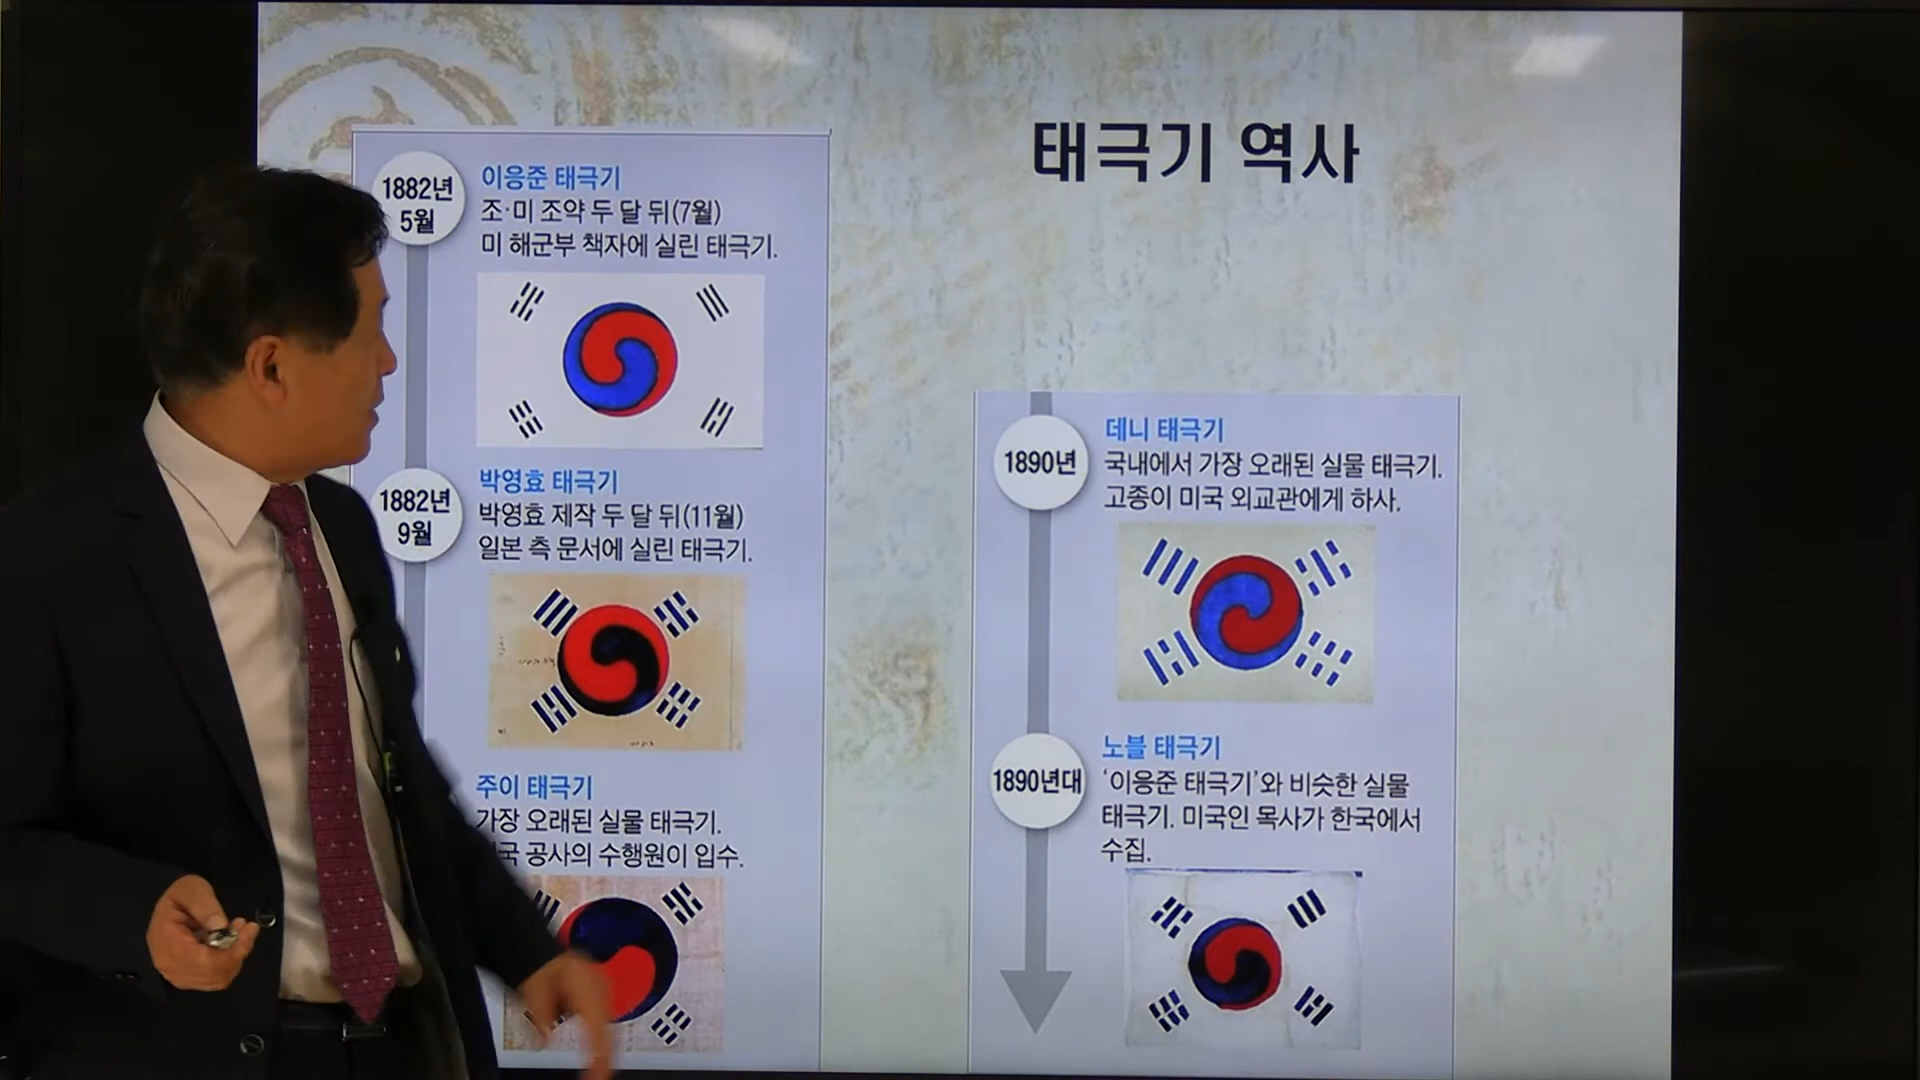 태극기 역사
1882년
5월
이응준 태극기
조·미 조약 두 달 뒤(7월)
미 해군부 책자에 실린 태극기.
1882년
9월
박영효 태극기
박영효 제작 두 달 뒤(11월)
일본 측 문서에 실린 태극기.
주이 태극기
가장 오래된 실물 태극기.
공사의 수행원이 입수.
1890년
데니 태극기
국내에서 가장 오래된 실물 태극기.
고종이 미국 외교관에게 하사.
1890년대
노블 태극기
‘이응준 태극기’와 비슷한 실물
태극기. 미국인 목사가 한국에서
수집.